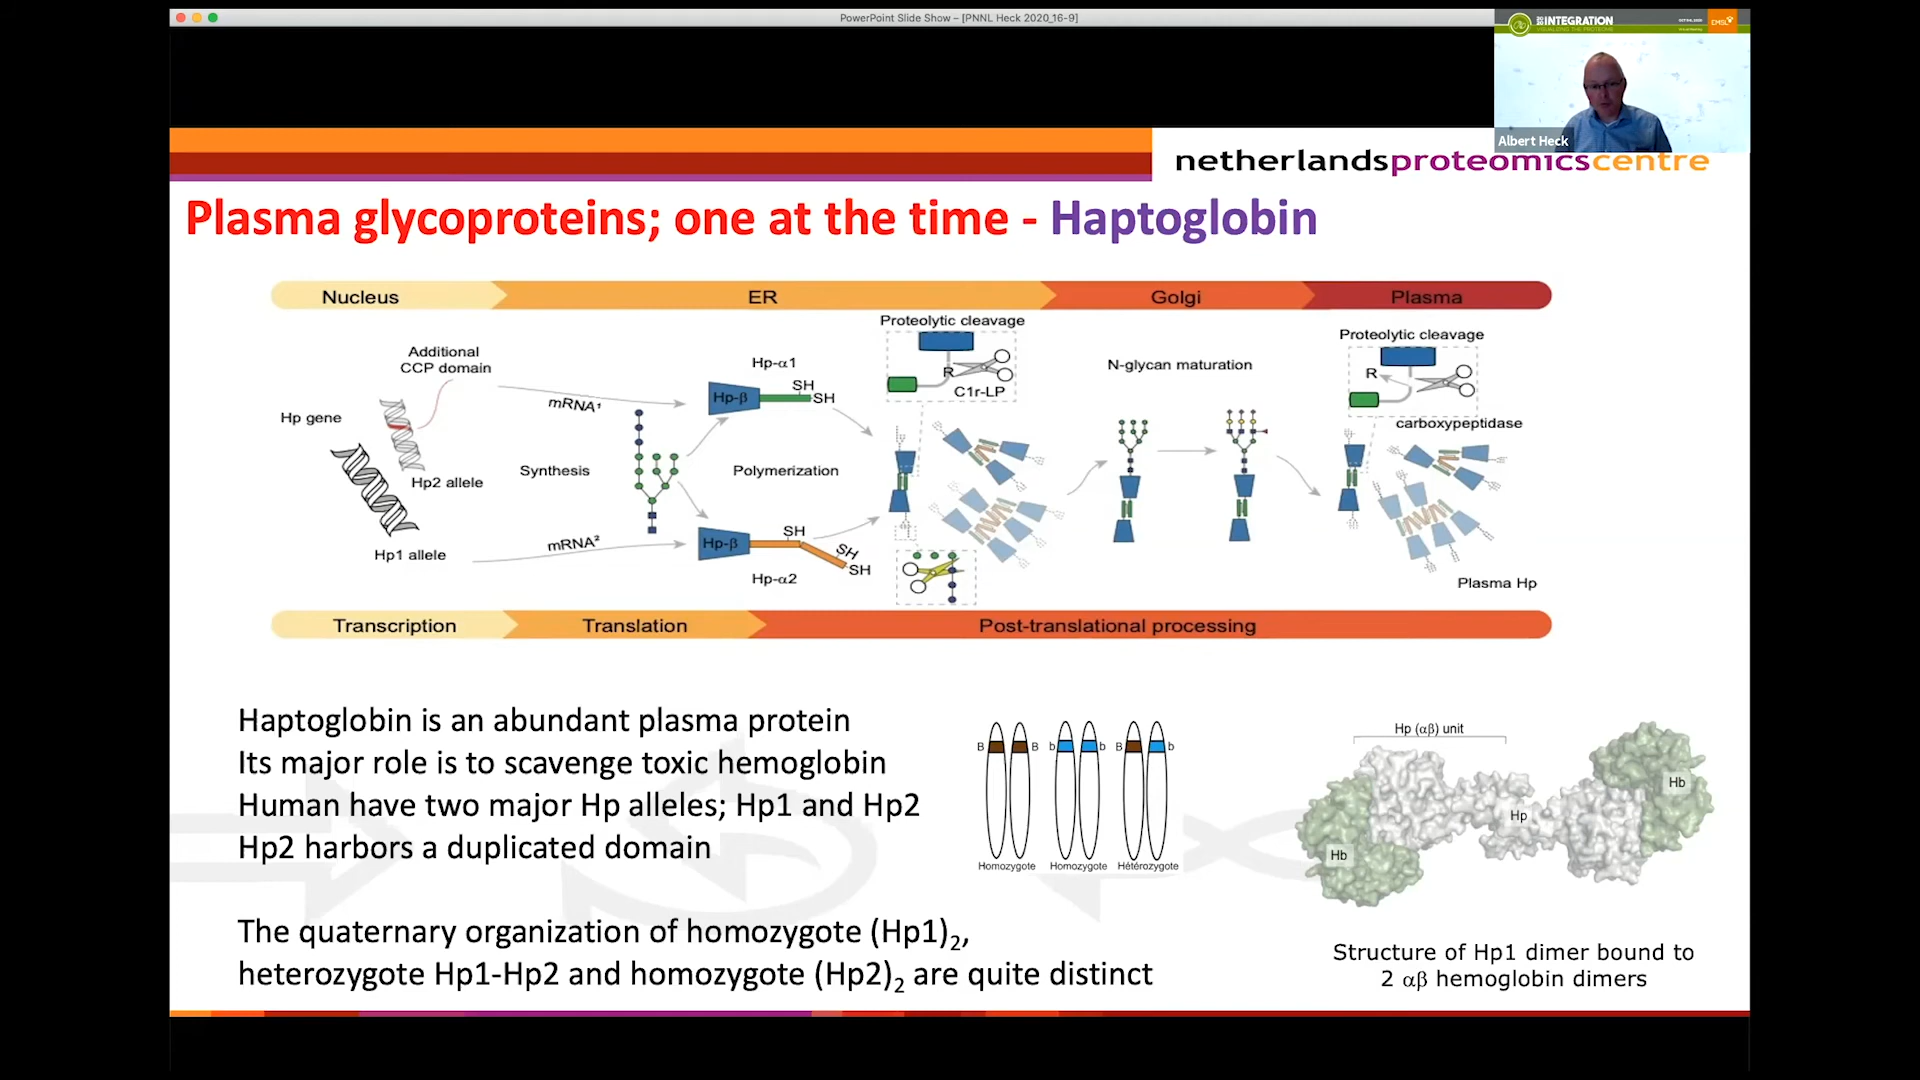 PowerPoint Slide Show – [PNNL Heck 2020_16-9]
INTEGRATION
EMSL
Albert Heck
netherlandsproteomicscentre
Plasma glycoproteins; one at the time - Haptoglobin
Nucleus
ER
Golgi
Plasma
Additional
CCP domain
Hp gene
Hp2 allele
Hp1 allele
mRNA¹
mRNA²
Synthesis
Hp-α1
Hp-β
SH
SH
Polymerization
Hp-β
SH
SH
SH
Hp-α2
Proteolytic cleavage
R
C1r-LP
N-glycan maturation
Proteolytic cleavage
R
carboxypeptidase
Plasma Hp
Transcription
Translation
Post-translational processing
Haptoglobin is an abundant plasma protein
Its major role is to scavenge toxic hemoglobin
Human have two major Hp alleles; Hp1 and Hp2
Hp2 harbors a duplicated domain
The quaternary organization of homozygote (Hp1)₂,
heterozygote Hp1-Hp2 and homozygote (Hp2)₂ are quite distinct
B B b b B b
Homozygote Homozygote Hétérozygote
Hp (αβ) unit
Hb
Hp
Hb
Structure of Hp1 dimer bound to
2 αβ hemoglobin dimers